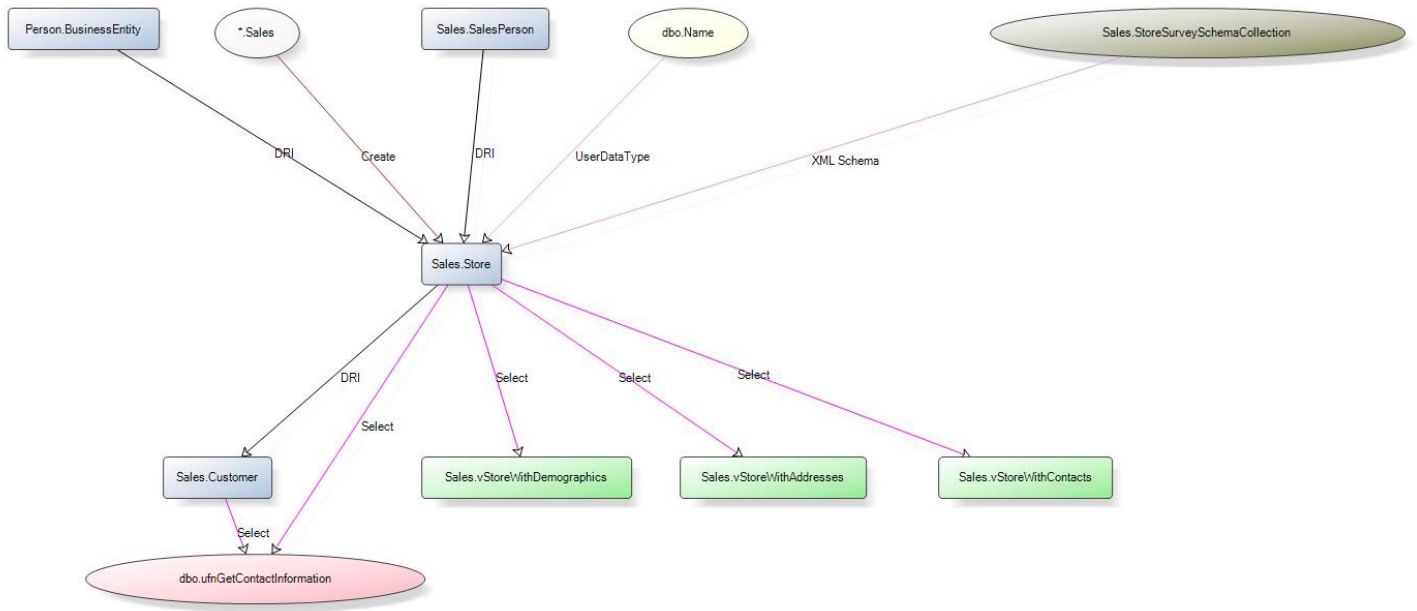 Person.BusinessEntity
*.Sales
Sales.SalesPerson
dbo.Name
Sales.StoreSurveySchemaCollection
DRI
Create
DRI
UserDataType
XML Schema
Sales.Store
DRI
Select
Select
Select
Select
Sales.Customer
Sales.vStoreWithDemographics
Sales.vStoreWithAddresses
Sales.vStoreWithContacts
Select
dbo.ufnGetContactInformation